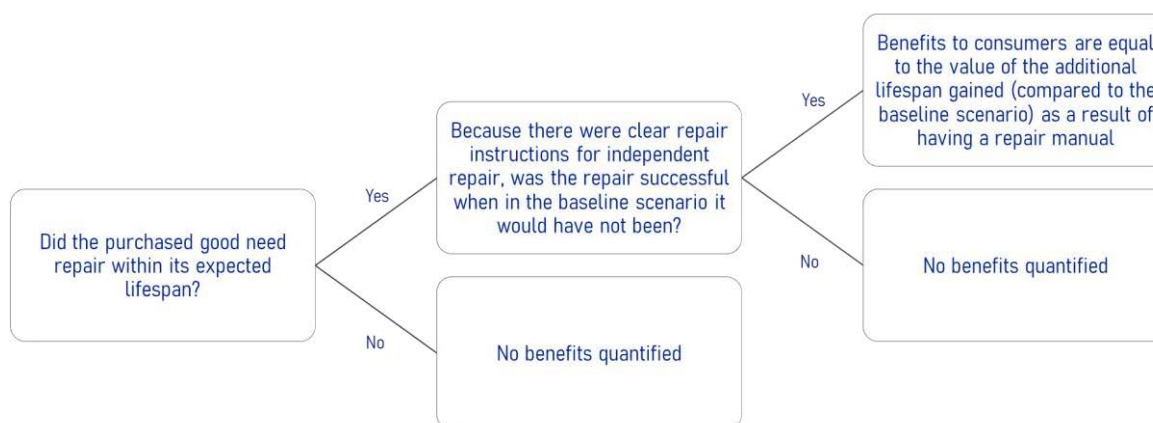 Did the purchased good need
repair within its expected
lifespan?
Yes
No
Because there were clear repair
instructions for independent
repair, was the repair successful
when in the baseline scenario it
would have not been?
No benefits quantified
Yes
No
Benefits to consumers are equal
to the value of the additional
lifespan gained (compared to the
baseline scenario) as a result of
having a repair manual
No benefits quantified